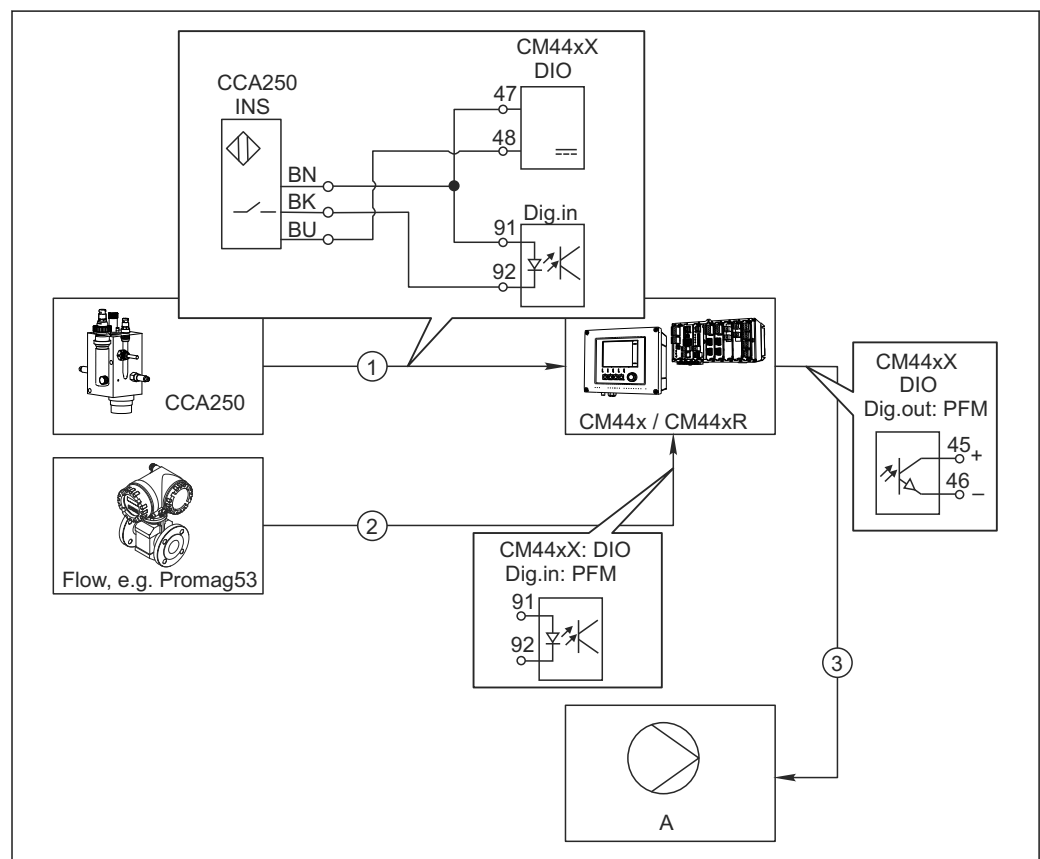 CM44xX
DIO
CCA250
INS
47
48
BN
BK
BU
Dig.in
91
92
1
CCA250
CM44x / CM44xR
CM44xX
DIO
Dig.out: PFM
45
+
46
–
2
Flow, e.g. Promag53
CM44xX: DIO
Dig.in: PFM
91
92
3
A